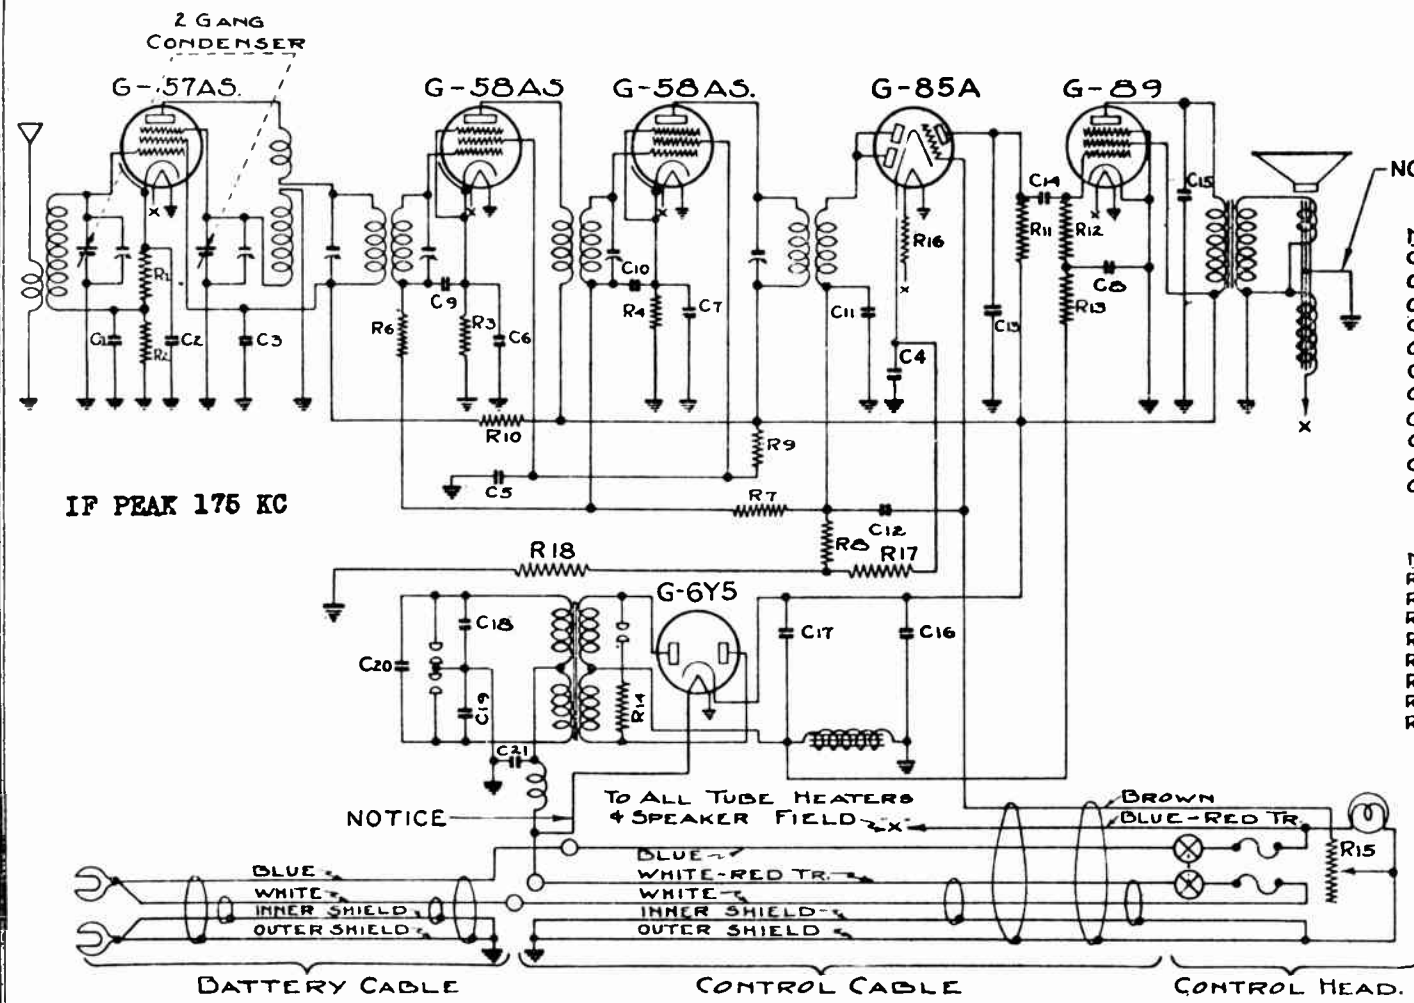 2 GANG
CONDENSER
G-57AS.
G-58AS
G-58AS.
G-85A
G-89
X
X
X
X
NO
R1
R2
C1
C2
C3
R6
C9
R3
C6
C10
R4
C7
C11
R16
X
C4
C13
C14
R11
R12
C8
R13
C15
X
R10
R9
C5
IF PEAK 175 KC
R7
C12
R8
R17
R18
G-6Y5
C20
C18
C19
R14
C17
C16
C21
NOTICE
TO ALL TUBE HEATERS
& SPEAKER FIELD X
BROWN
BLUE-RED TR.
R15
BLUE
WHITE-RED TR.
WHITE
INNER SHIELD
OUTER SHIELD
BLUE
WHITE
INNER SHIELD
OUTER SHIELD
BATTERY CABLE
CONTROL CABLE
CONTROL HEAD.